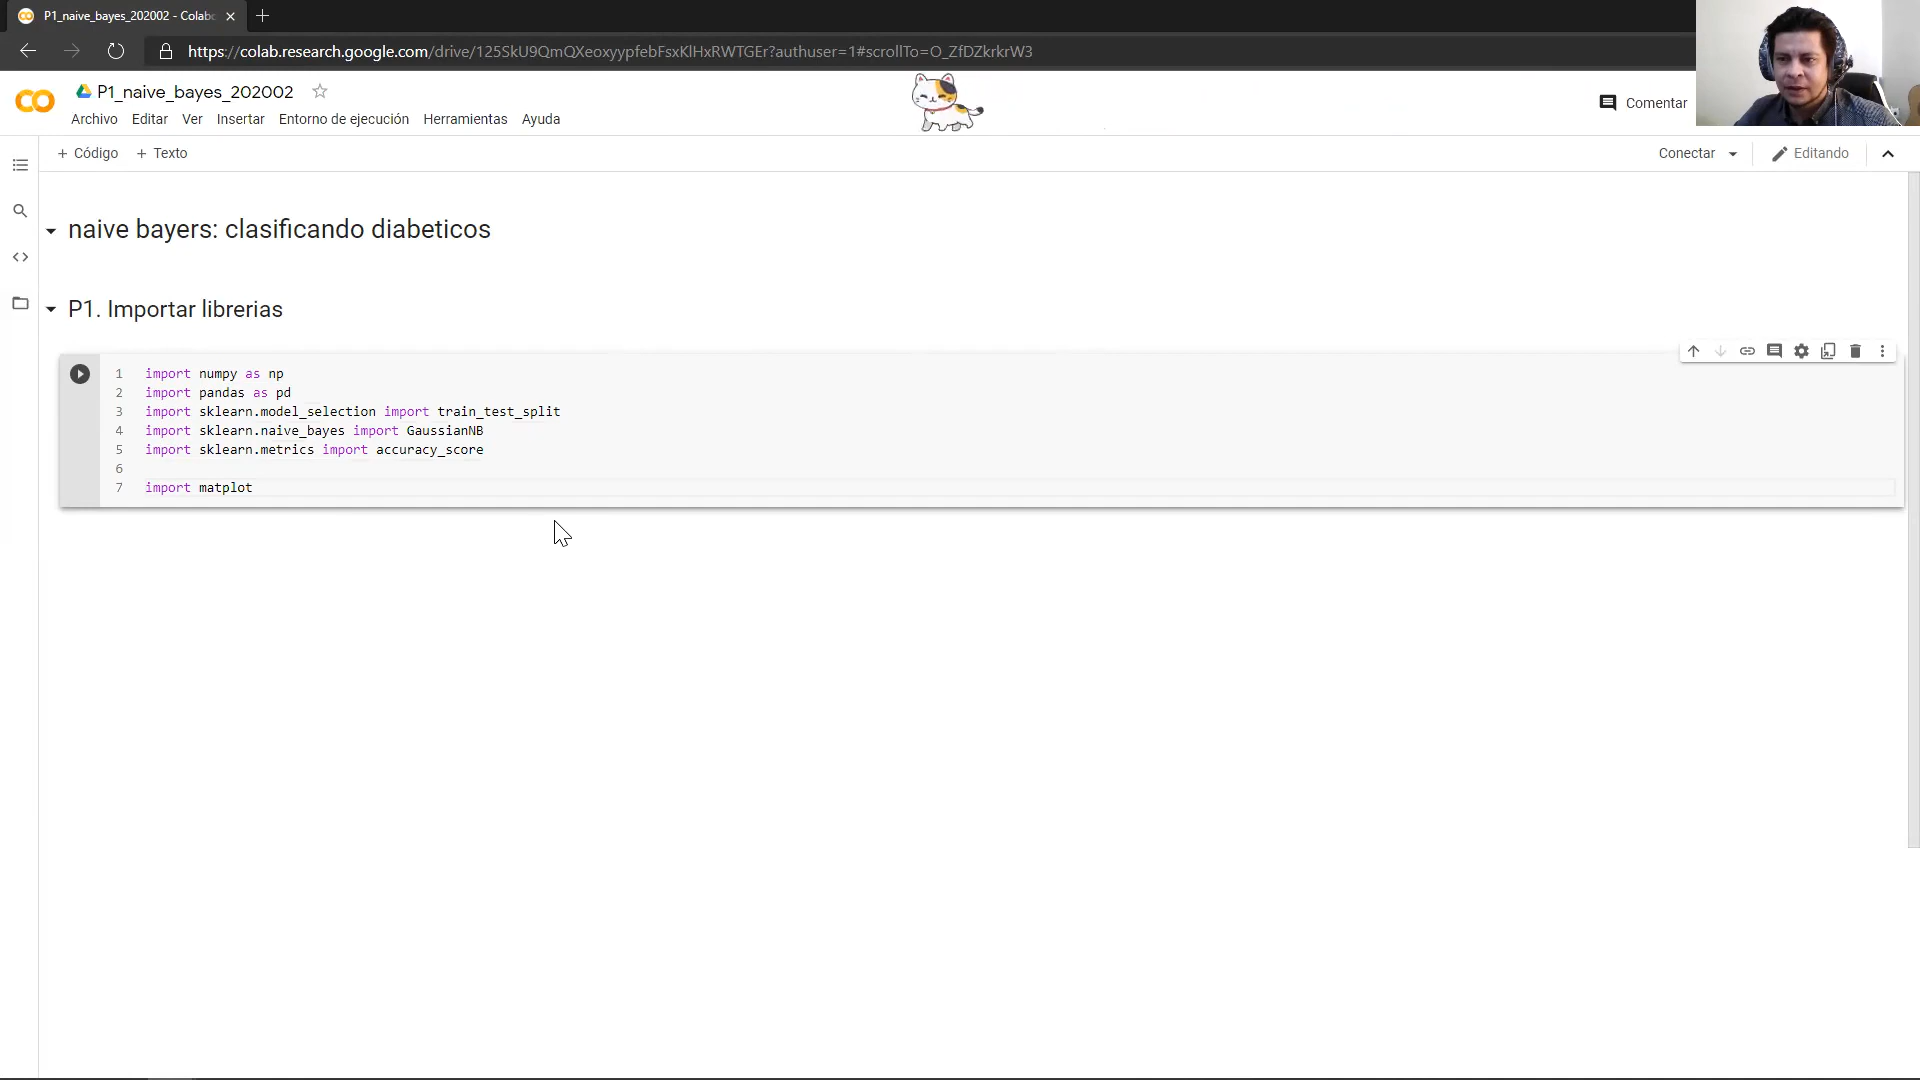 P1_naive_bayes_202002 - Colab
https://colab.research.google.com/drive/125SkU9QmQXeoxyypfebFsxKlHxRWTGEr?authuser=1#scrollTo=O_ZfDZkrkrW3
P1_naive_bayes_202002
Archivo Editar Ver Insertar Entorno de ejecución Herramientas Ayuda
Comentar
+ Código + Texto
Conectar
Editando
naive bayers: clasificando diabeticos
P1. Importar librerias
1 import numpy as np
2 import pandas as pd
3 import sklearn.model_selection import train_test_split
4 import sklearn.naive_bayes import GaussianNB
5 import sklearn.metrics import accuracy_score
6
7 import matplot